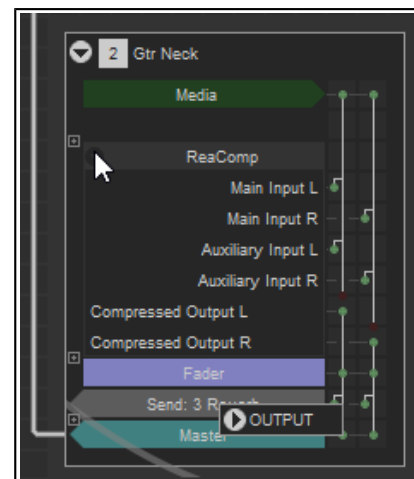 2 Gtr Neck
Media
ReaComp
Main Input L
Main Input R
Auxiliary Input L
Auxiliary Input R
Compressed Output L
Compressed Output R
Fader
Send: 3 Reverb
OUTPUT
Master